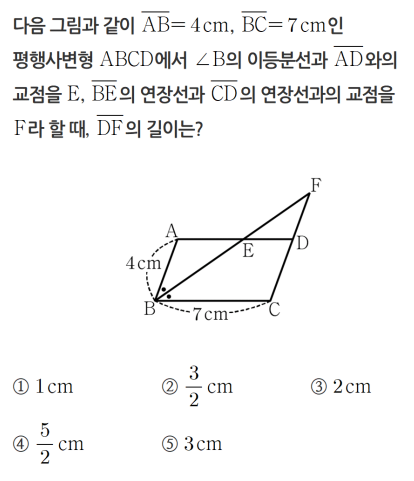 다음 그림과 같이 $\overline{AB}$=4cm, $\overline{BC}$=7cm인
평행사변형 ABCD에서 ∠B의 이등분선과 $\overline{AD}$와의
교점을 E, $\overline{BE}$의 연장선과 $\overline{CD}$의 연장선과의 교점을
F라 할 때, $\overline{DF}$의 길이는?
F
A
E
D
4cm
B
7cm
C
① 1cm ② $\frac{3}{2}$ cm ③ 2cm
④ $\frac{5}{2}$ cm ⑤ 3cm